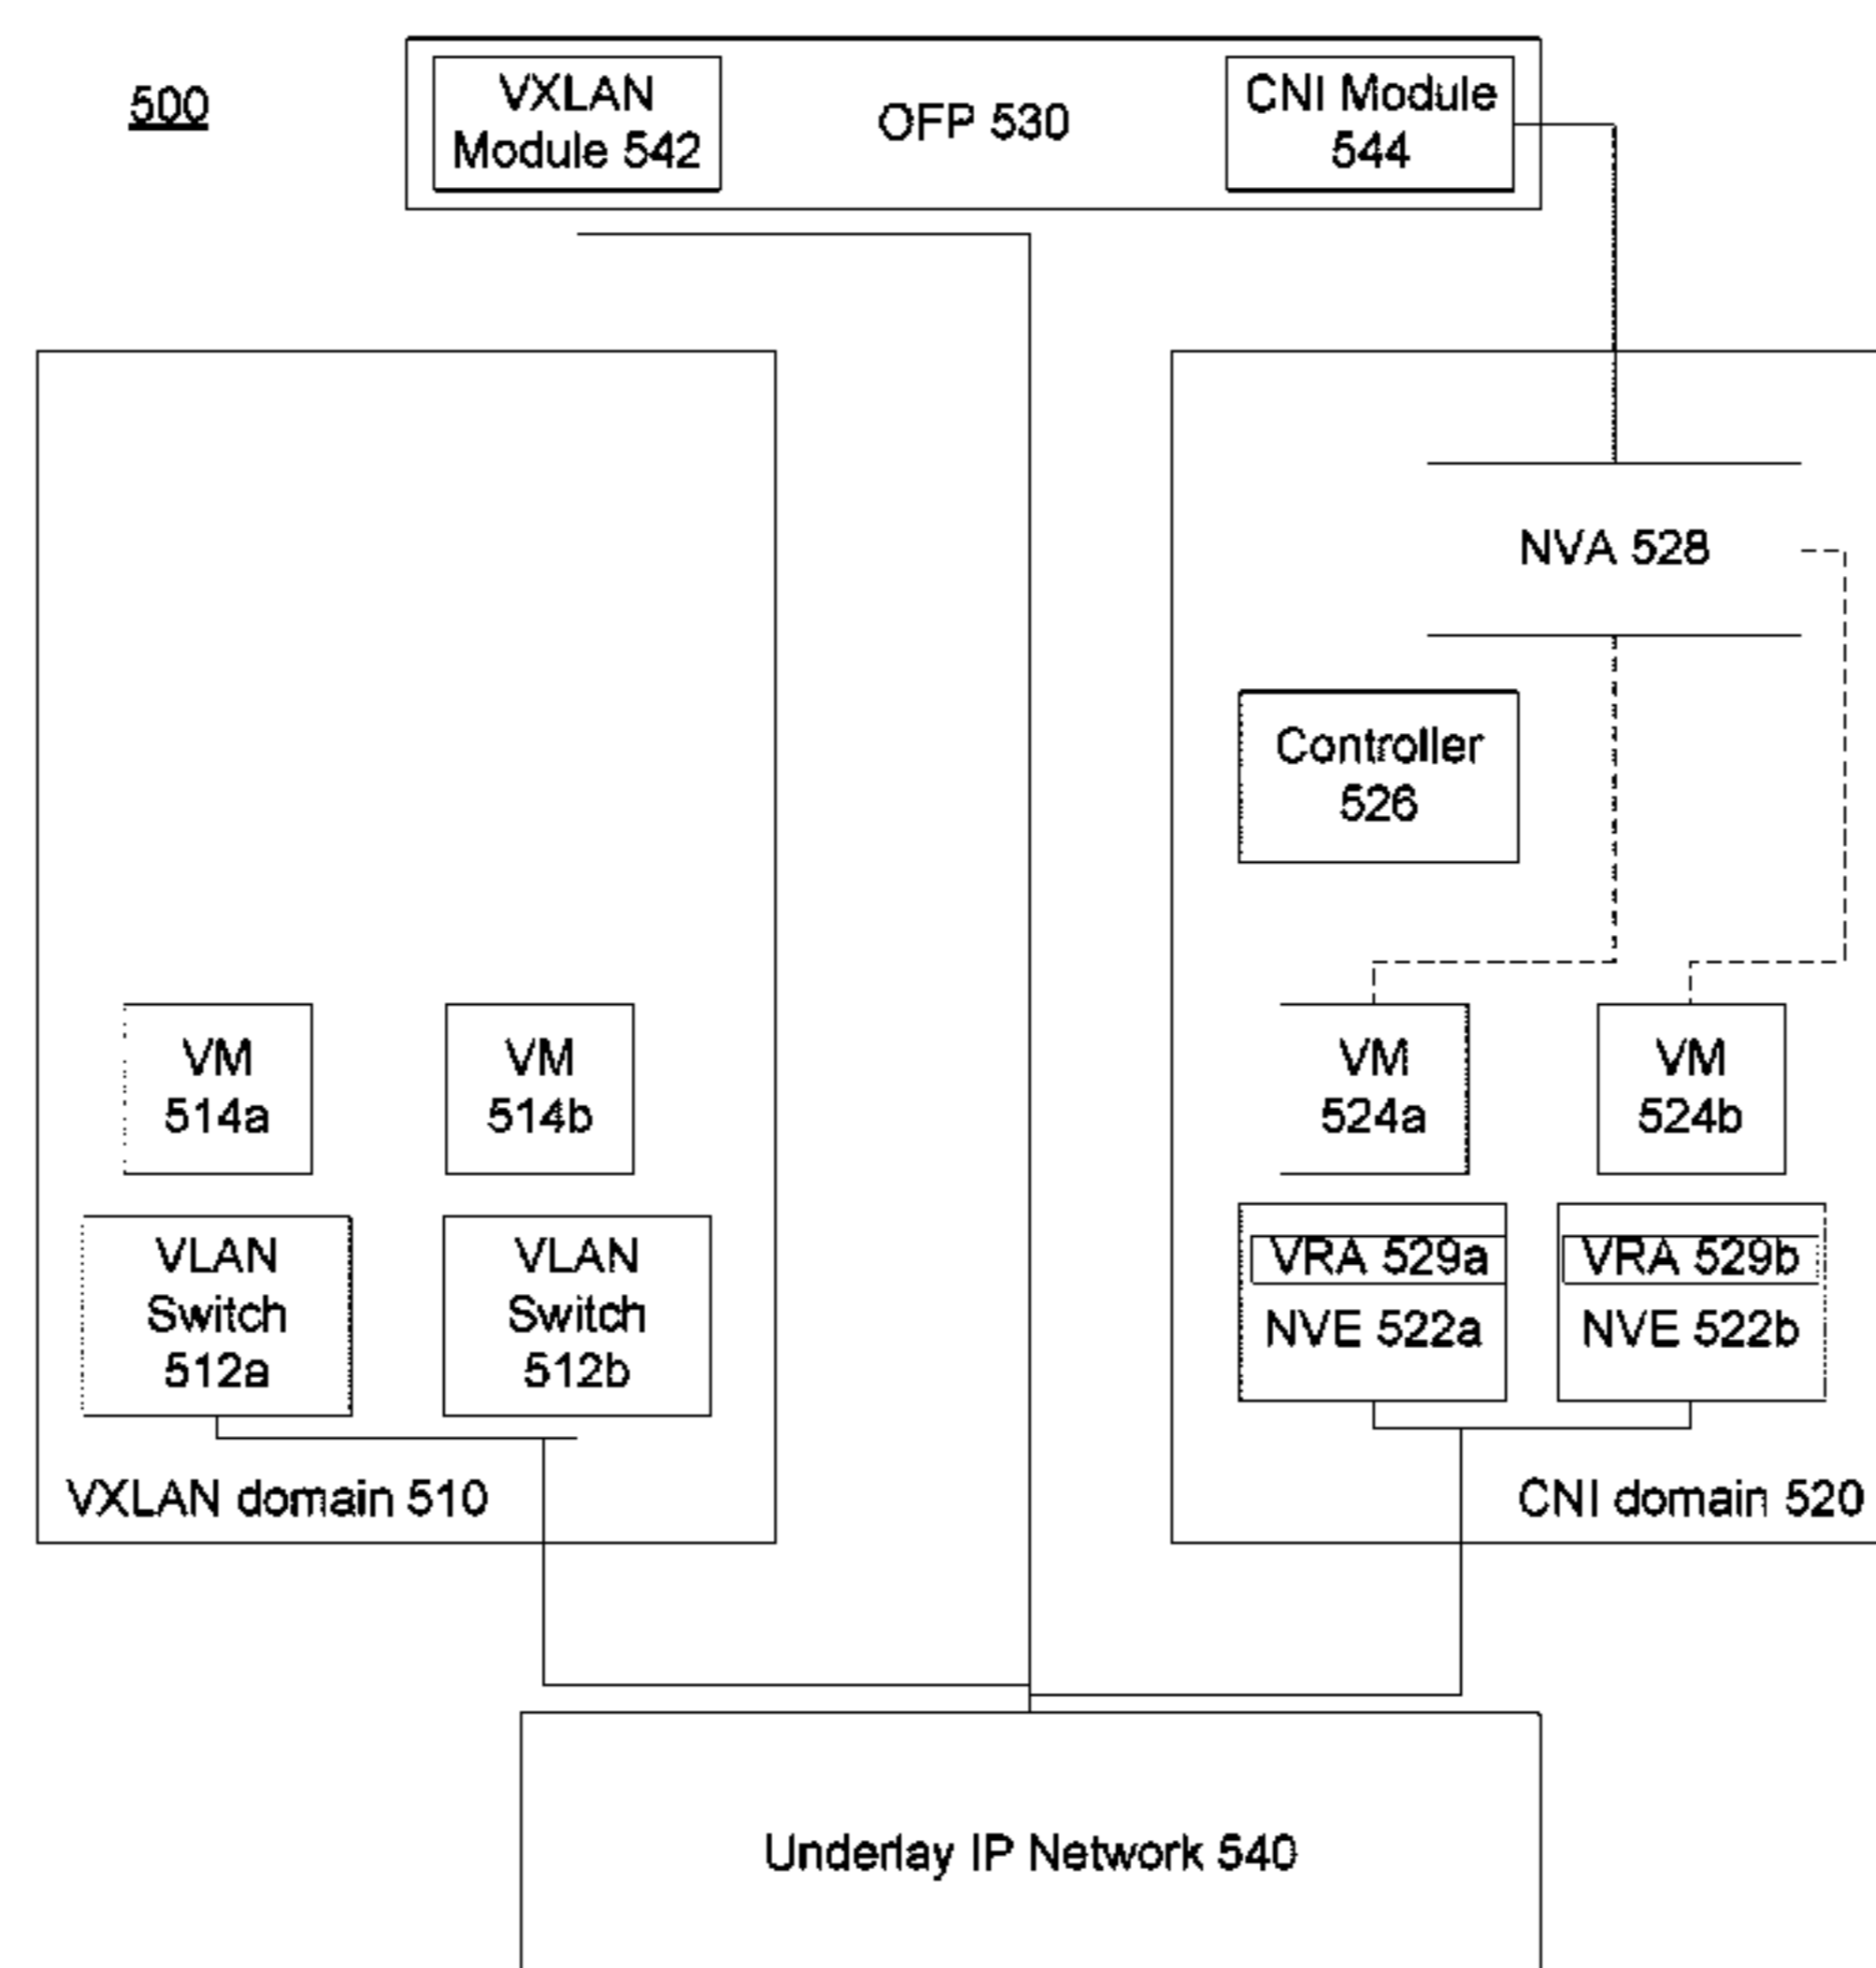 500
VXLAN
Module 542
OFP 530
CNI Module
544
NVA 528
Controller
526
VM
514a
VM
514b
VM
524a
VM
524b
VLAN
Switch
512a
VLAN
Switch
512b
VRA 529a
NVE 522a
VRA 529b
NVE 522b
VXLAN domain 510
CNI domain 520
Underlay IP Network 540